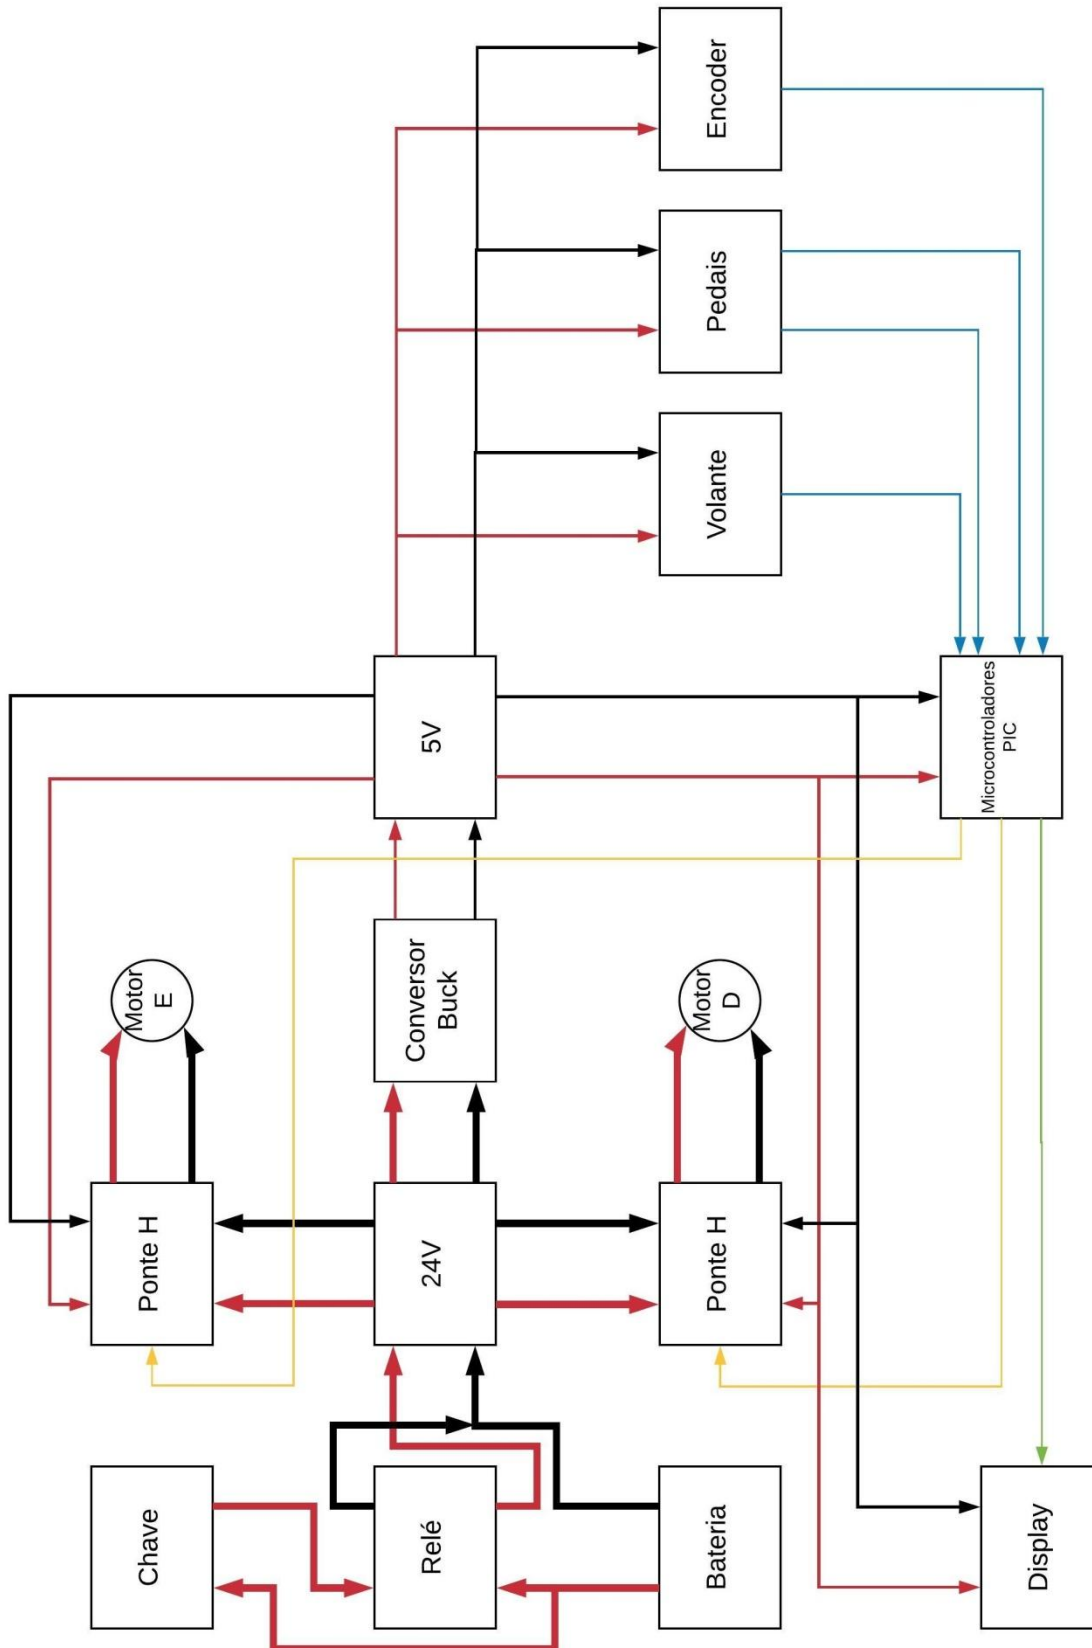 Chave
Ponte H
Motor
E
Relé
24V
Conversor
Buck
5V
Bateria
Ponte H
Motor
D
Volante
Pedais
Encoder
Display
Microcontroladores
PIC